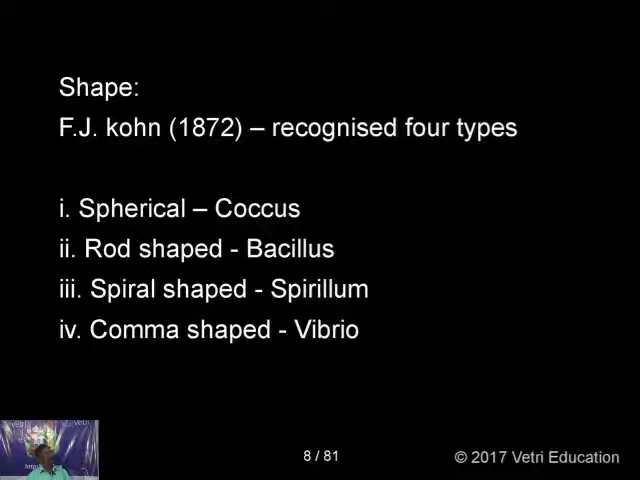 Shape:
F.J. kohn (1872) – recognised four types
i. Spherical – Coccus
ii. Rod shaped - Bacillus
iii. Spiral shaped - Spirillum
iv. Comma shaped - Vibrio
8 / 81
© 2017 Vetri Education